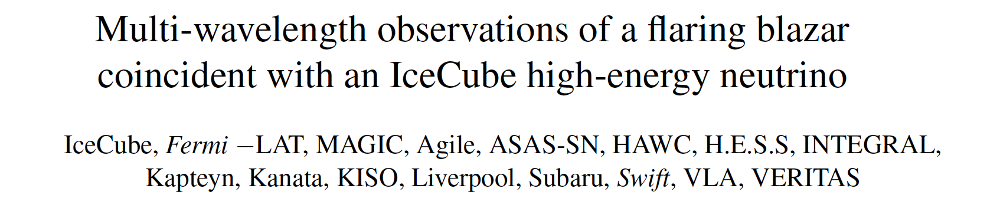 Multi-wavelength observations of a flaring blazar
coincident with an IceCube high-energy neutrino
IceCube, Fermi −LAT, MAGIC, Agile, ASAS-SN, HAWC, H.E.S.S, INTEGRAL,
Kapteyn, Kanata, KISO, Liverpool, Subaru, Swift, VLA, VERITAS